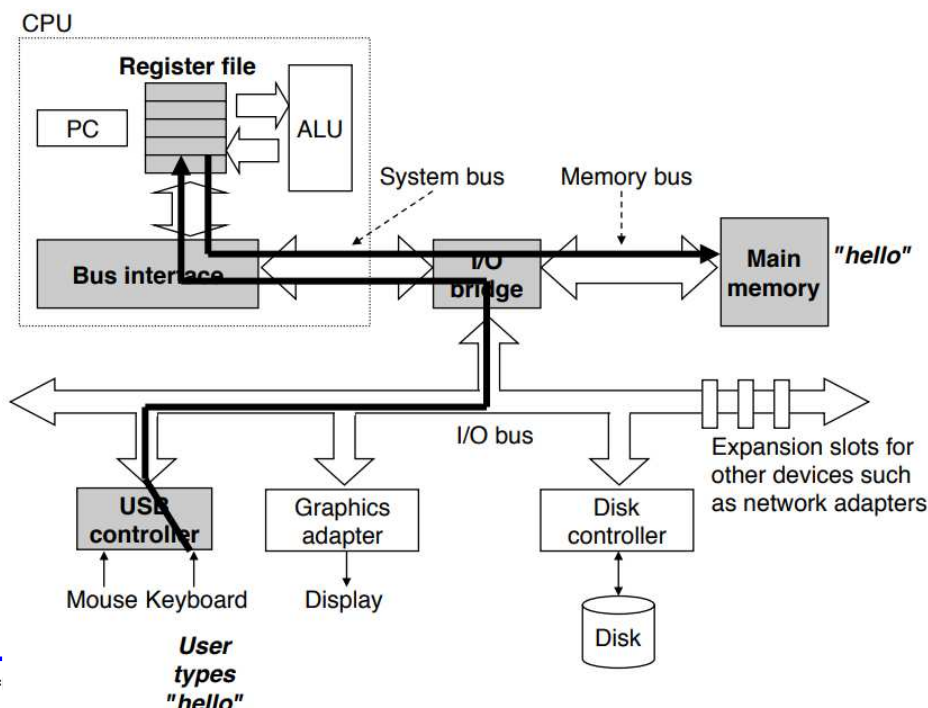 CPU
Register file
PC
ALU
System bus
Memory bus
Bus interface
I/O
bridge
Main
memory
"hello"
I/O bus
Expansion slots for
other devices such
as network adapters
USB
controller
Graphics
adapter
Disk
controller
Mouse Keyboard
Display
Disk
User
types
"hello"